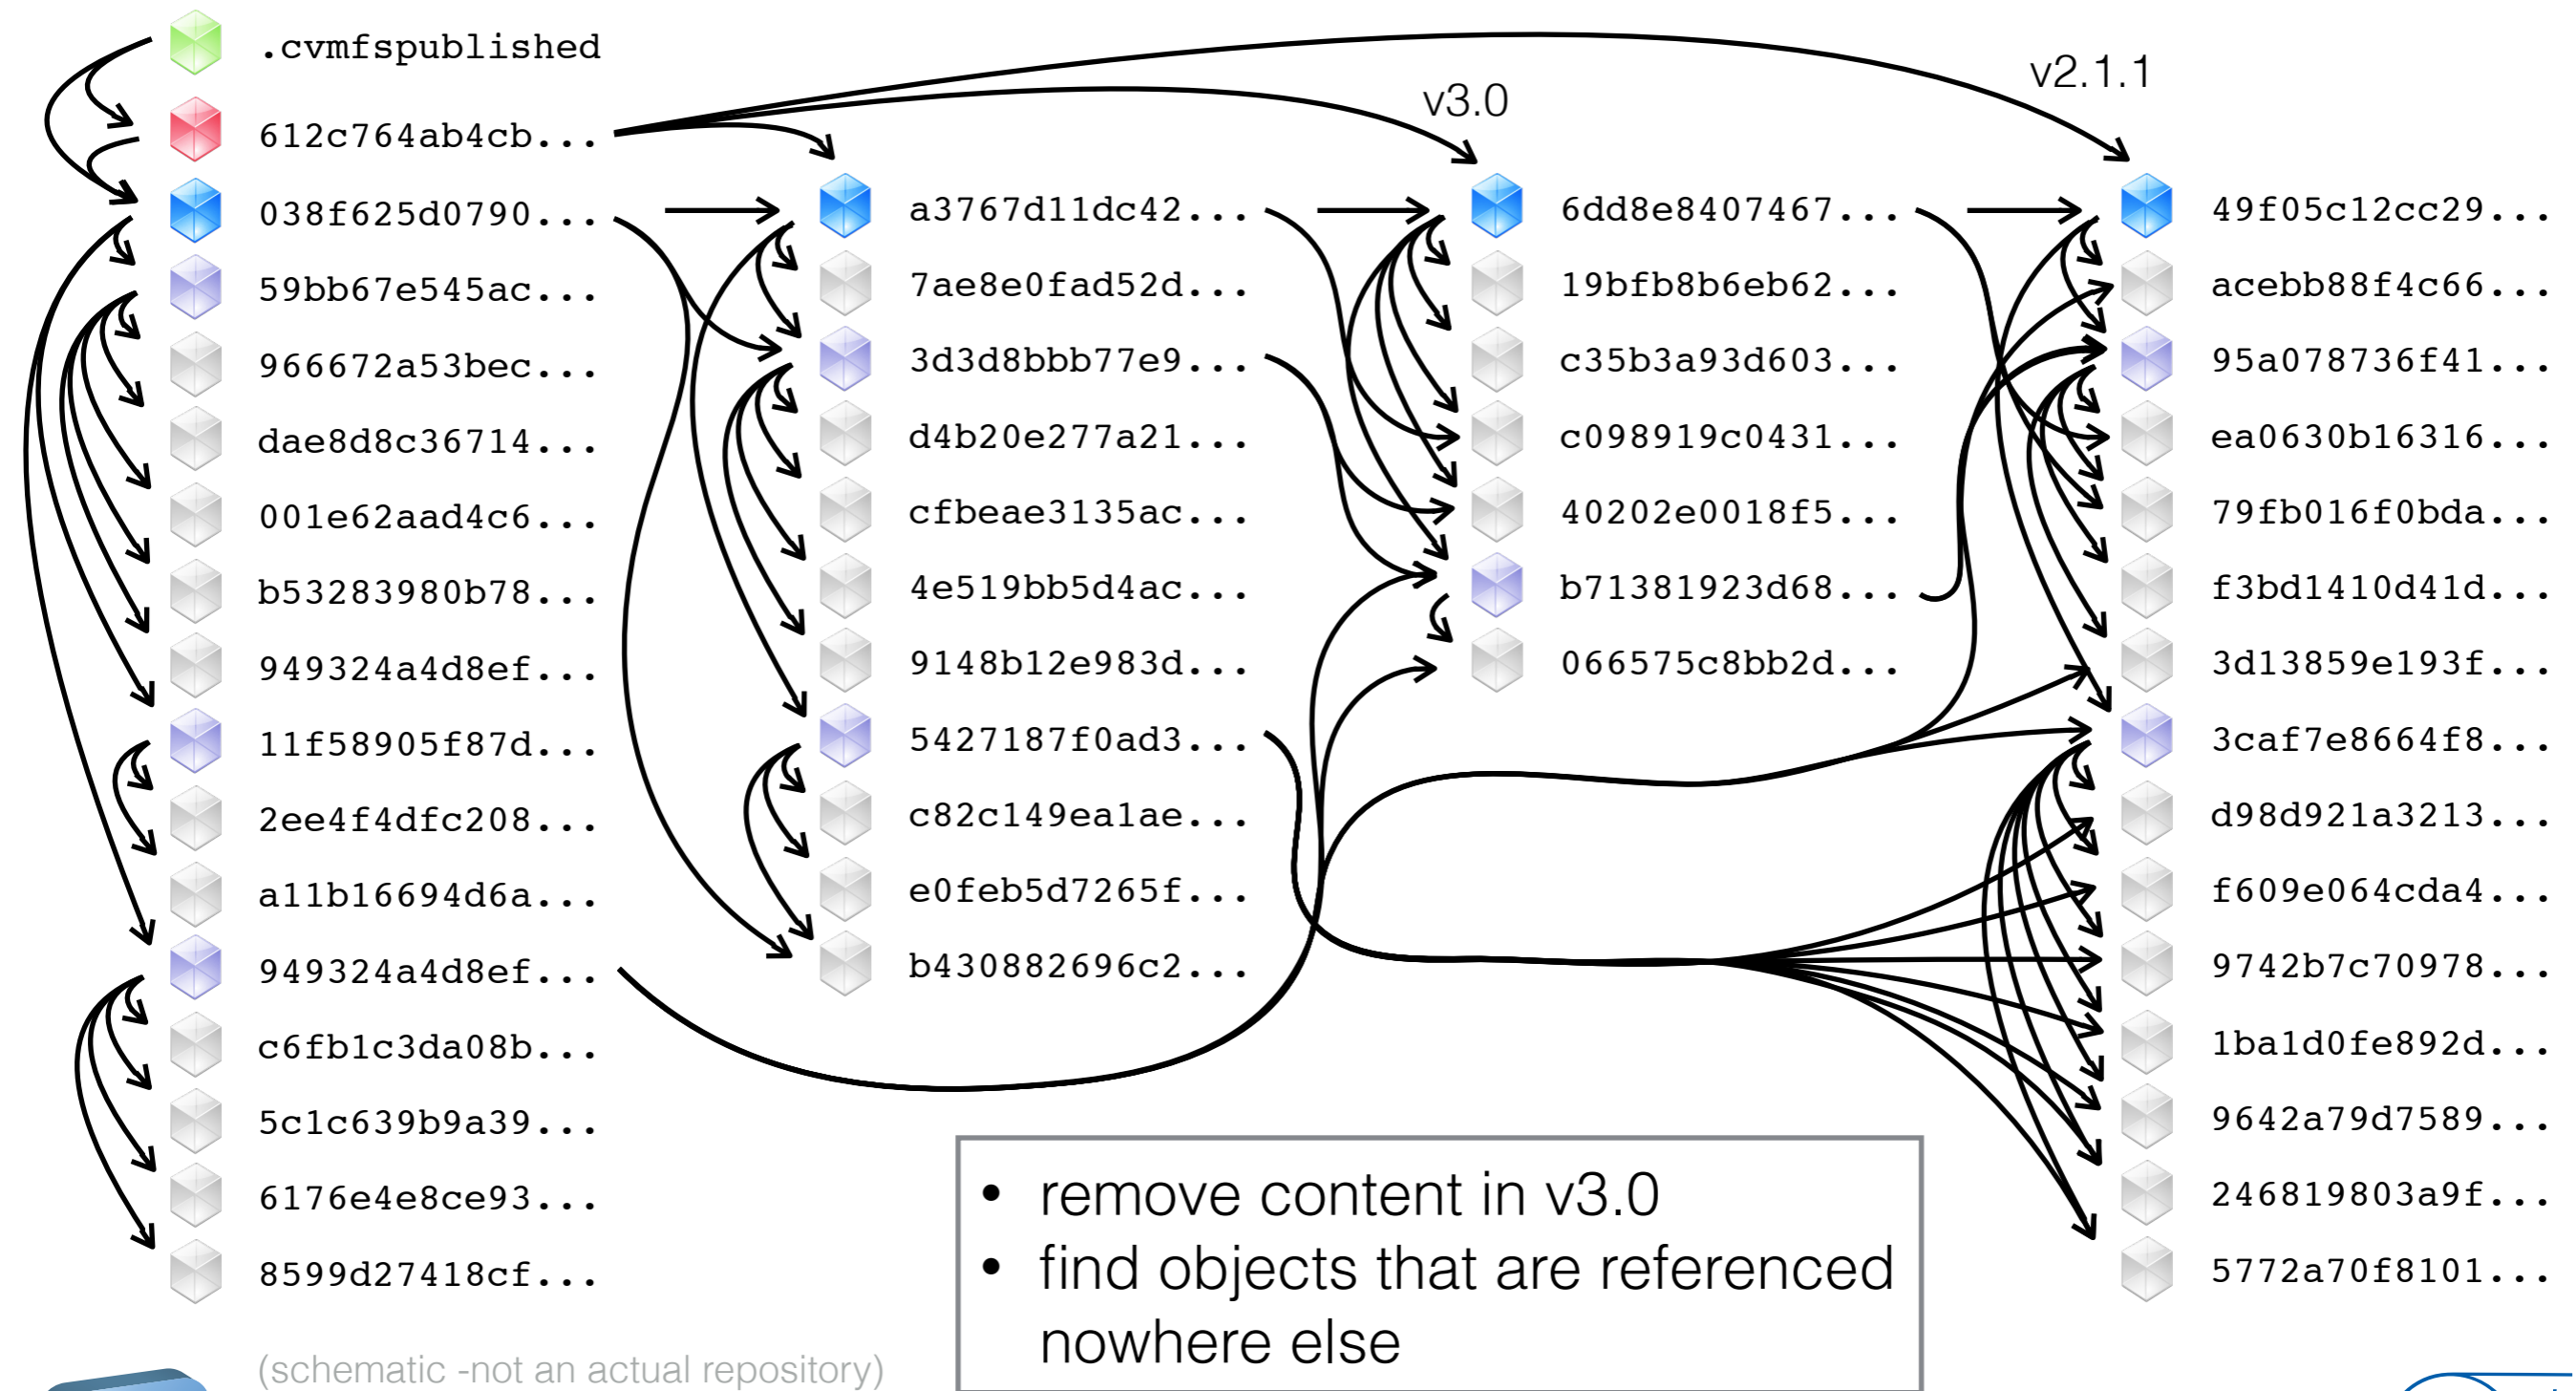 .cvmfspublished
612c764ab4cb...
038f625d0790...
59bb67e545ac...
966672a53bec...
dae8d8c36714...
001e62aad4c6...
b53283980b78...
949324a4d8ef...
11f58905f87d...
2ee4f4dfc208...
a11b16694d6a...
949324a4d8ef...
c6fb1c3da08b...
5c1c639b9a39...
6176e4e8ce93...
8599d27418cf...
a3767d11dc42...
7ae8e0fad52d...
3d3d8bbb77e9...
d4b20e277a21...
cfbeae3135ac...
4e519bb5d4ac...
9148b12e983d...
5427187f0ad3...
c82c149ea1ae...
e0feb5d7265f...
b430882696c2...
v3.0
6dd8e8407467...
19bfb8b6eb62...
c35b3a93d603...
c098919c0431...
40202e0018f5...
b71381923d68...
066575c8bb2d...
v2.1.1
49f05c12cc29...
acebb88f4c66...
95a078736f41...
ea0630b16316...
79fb016f0bda...
f3bd1410d41d...
3d13859e193f...
3caf7e8664f8...
d98d921a3213...
f609e064cda4...
9742b7c70978...
1ba1d0fe892d...
9642a79d7589...
246819803a9f...
5772a70f8101...
• remove content in v3.0
• find objects that are referenced
nowhere else
(schematic -not an actual repository)